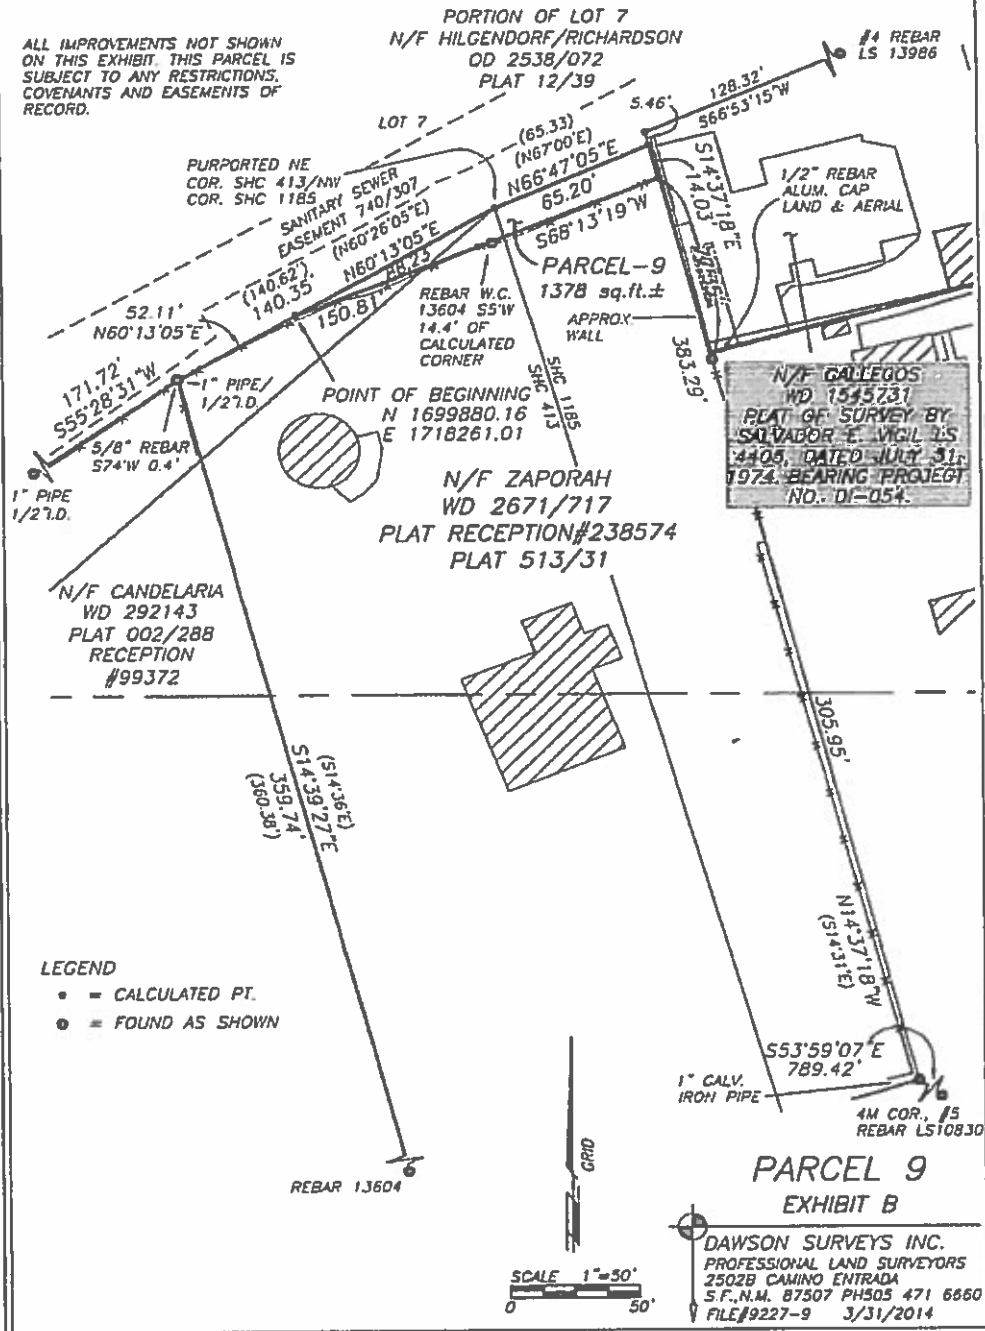 PORTION OF LOT 7
N/F HILGENDORF/RICHARDSON
OD 2538/072
PLAT 12/39
ALL IMPROVEMENTS NOT SHOWN
ON THIS EXHIBIT. THIS PARCEL IS
SUBJECT TO ANY RESTRICTIONS,
COVENANTS AND EASEMENTS OF
RECORD.
#4 REBAR
LS 13986
128.32'
S66°53'15"W
5.46'
LOT 7
(65.33)
(N67°00'E)
N66°47'05"E
65.20'
S68°13'19"W
PURPORTED NE
COR. SHC 413/NW
COR. SHC 1185
SANITARY SEWER
EASEMENT 740/307
(N60°26'05"E)
N60°13'05"E
88.23
(140.62')
140.35'
150.81'
S14°37'18"E
14.03'
1/2" REBAR
ALUM. CAP
LAND & AERIAL
PARCEL-9
1378 sq.ft.±
REBAR W.C.
13604 S5°W
14.4' OF
CALCULATED
CORNER
APPROX.
WALL
383.29'
52.11'
N60°13'05"E
171.72'
S55°28'31"W
1" PIPE/
1/2"I.D.
5/8" REBAR
S74°W 0.4'
1" PIPE
1/2"I.D.
POINT OF BEGINNING
N 1699880.16
E 1718261.01
SHC 1185
SHC 413
N/F GALLEGOS
WD 1545731
PLAT OF SURVEY BY
SALVADOR E. VIGIL LS
4405, DATED JULY 31,
1974. BEARING PROJECT
NO. DI-054.
N/F ZAPORAH
WD 2671/717
PLAT RECEPTION#238574
PLAT 513/31
N/F CANDELARIA
WD 292143
PLAT 002/288
RECEPTION
#99372
305.95'
(S14°36'E)
S14°39'27"E
359.74'
(360.38')
N14°37'18"W
(S14°31'E)
LEGEND
• = CALCULATED PT.
= FOUND AS SHOWN
S53°59'07"E
789.42'
1" CALV.
IRON PIPE
4M COR., #5
REBAR LS10830
REBAR 13604
GRID
PARCEL 9
EXHIBIT B
DAWSON SURVEYS INC.
PROFESSIONAL LAND SURVEYORS
2502B CAMINO ENTRADA
S.F.,N.M. 87507 PH505 471 6660
FILE#9227-9 3/31/2014
SCALE 1"=50'
0 50'